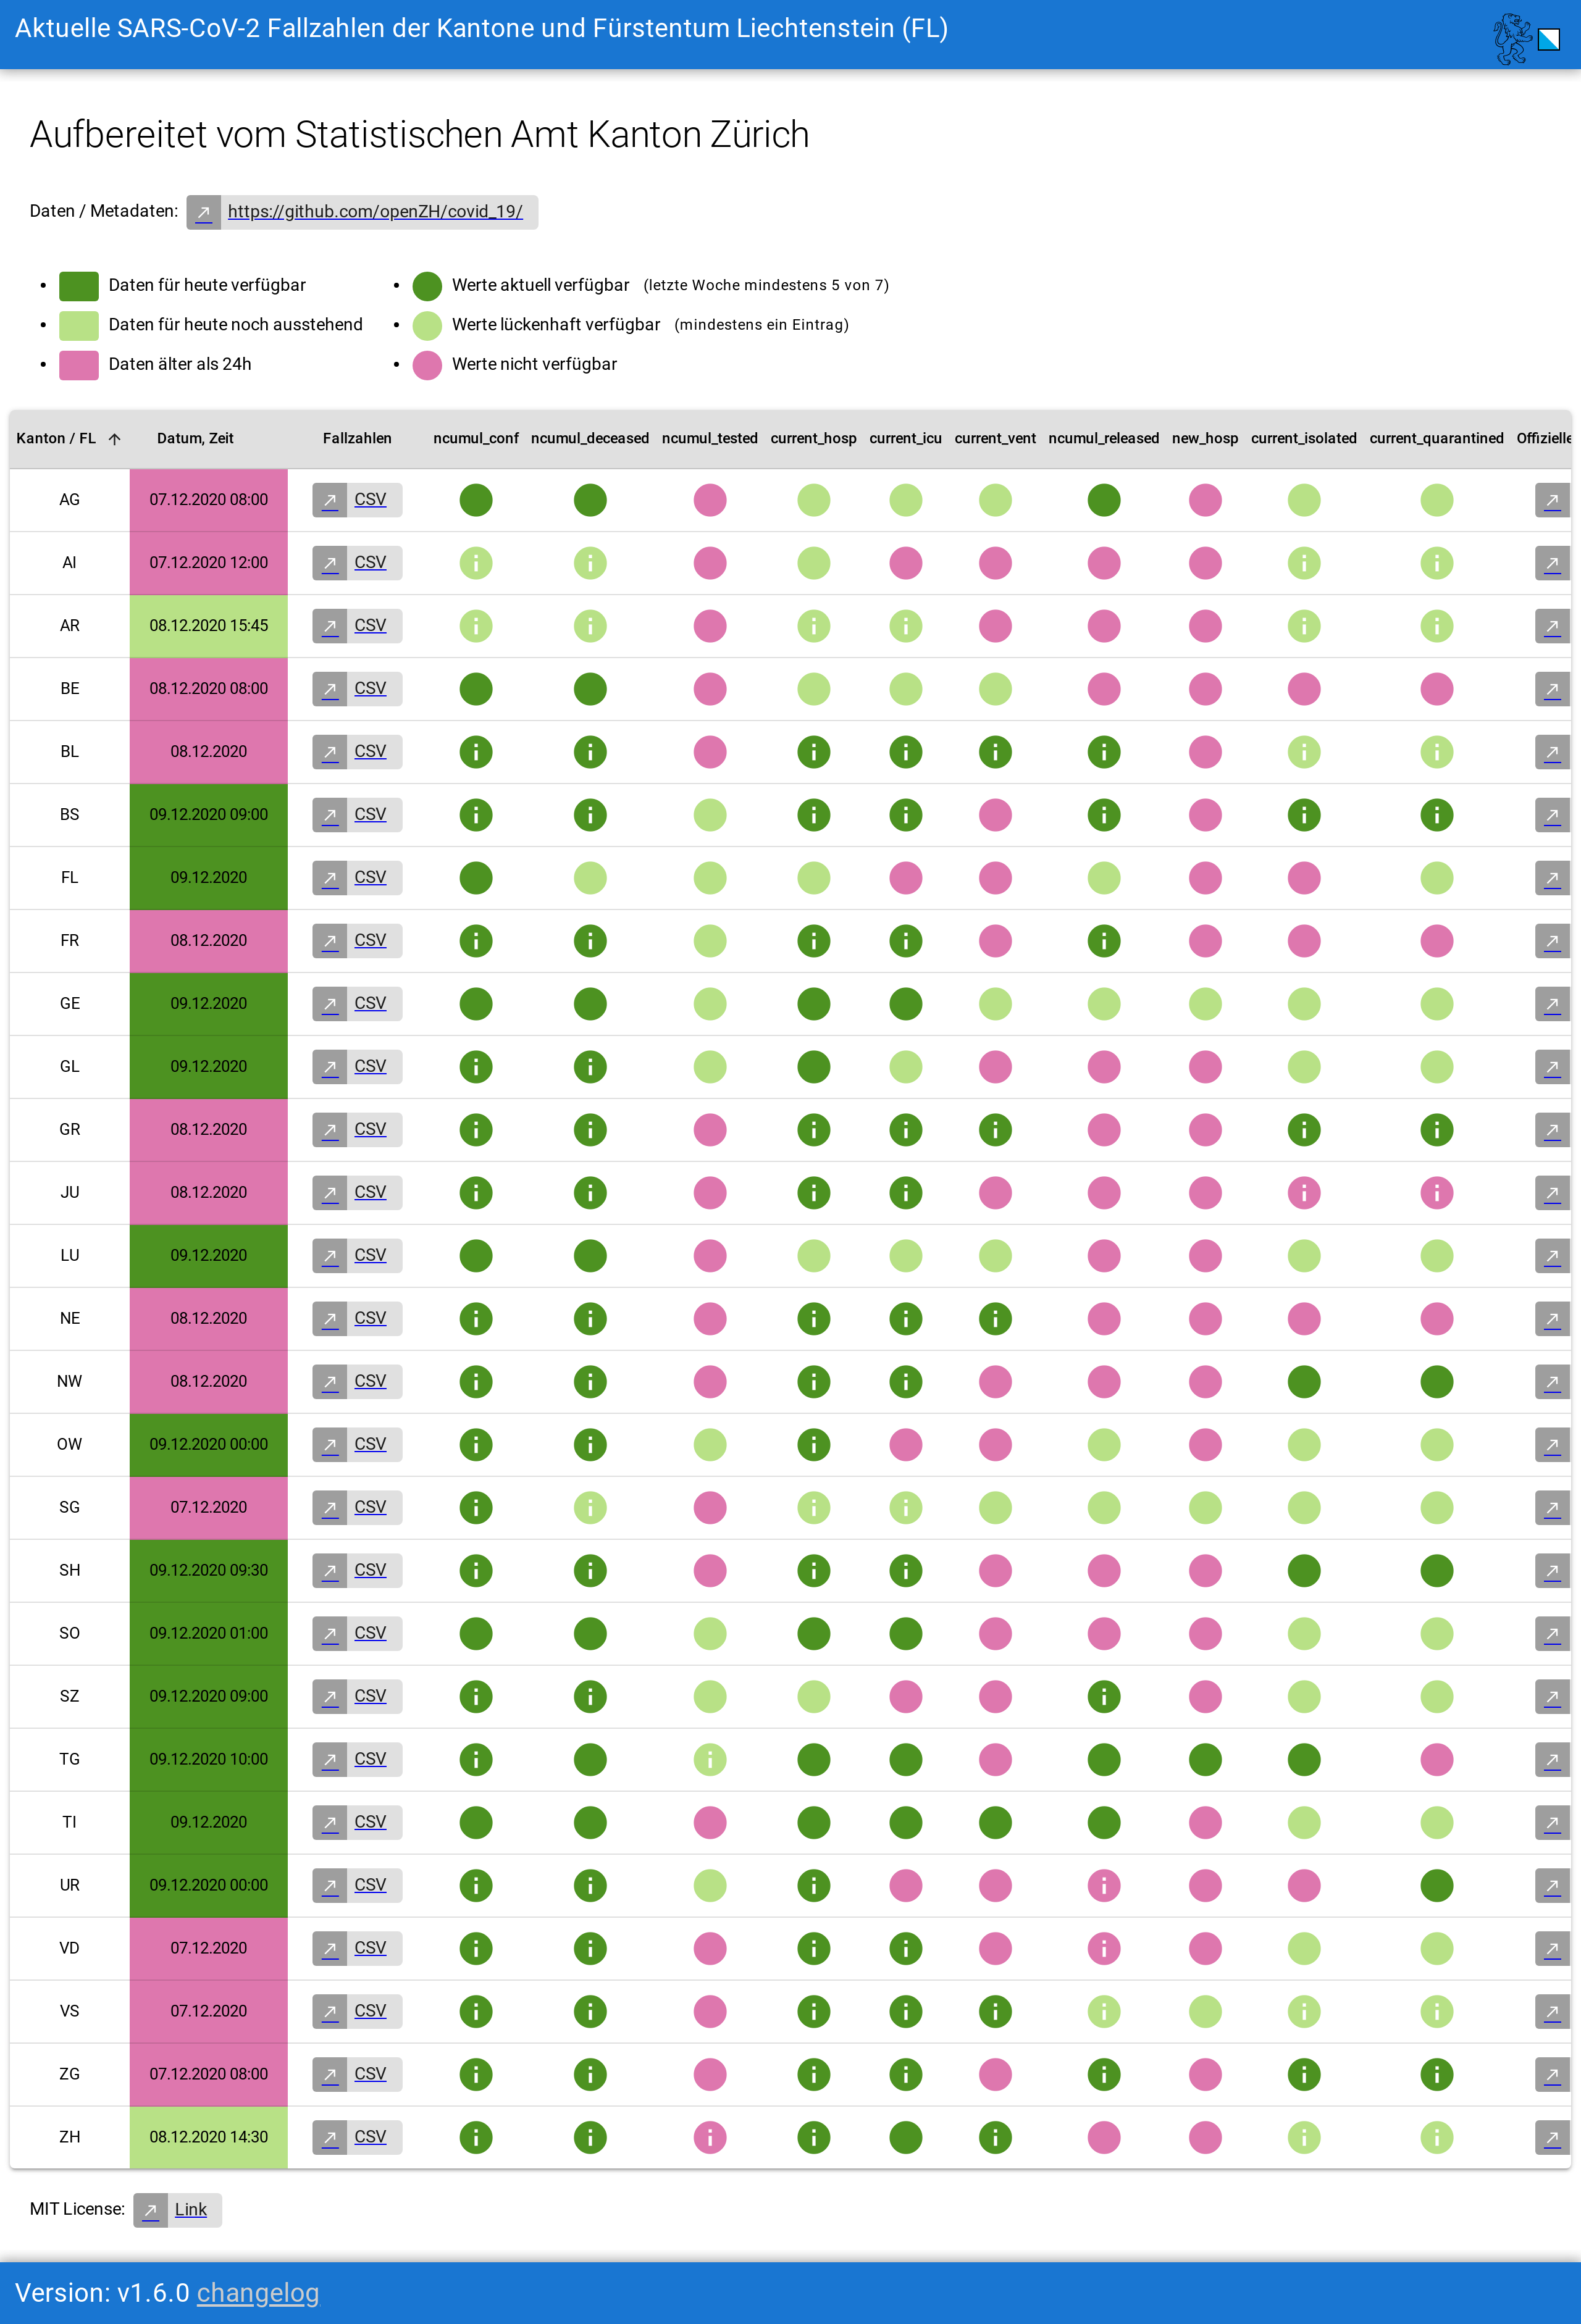 Aktuelle SARS-CoV-2 Fallzahlen der Kantone und Fürstentum Liechtenstein (FL)
Aufbereitet vom Statistischen Amt Kanton Zürich
Daten / Metadaten: https://github.com/openZH/covid_19/
Daten für heute verfügbar
Daten für heute noch ausstehend
Daten älter als 24h
Werte aktuell verfügbar (letzte Woche mindestens 5 von 7)
Werte lückenhaft verfügbar (mindestens ein Eintrag)
Werte nicht verfügbar
Kanton / FL Datum, Zeit Fallzahlen ncumul_conf ncumul_deceased ncumul_tested current_hosp current_icu current_vent ncumul_released new_hosp current_isolated current_quarantined Offizielle
AG 07.12.2020 08:00 CSV
AI 07.12.2020 12:00 CSV
AR 08.12.2020 15:45 CSV
BE 08.12.2020 08:00 CSV
BL 08.12.2020 CSV
BS 09.12.2020 09:00 CSV
FL 09.12.2020 CSV
FR 08.12.2020 CSV
GE 09.12.2020 CSV
GL 09.12.2020 CSV
GR 08.12.2020 CSV
JU 08.12.2020 CSV
LU 09.12.2020 CSV
NE 08.12.2020 CSV
NW 08.12.2020 CSV
OW 09.12.2020 00:00 CSV
SG 07.12.2020 CSV
SH 09.12.2020 09:30 CSV
SO 09.12.2020 01:00 CSV
SZ 09.12.2020 09:00 CSV
TG 09.12.2020 10:00 CSV
TI 09.12.2020 CSV
UR 09.12.2020 00:00 CSV
VD 07.12.2020 CSV
VS 07.12.2020 CSV
ZG 07.12.2020 08:00 CSV
ZH 08.12.2020 14:30 CSV
MIT License: Link
Version: v1.6.0 changelog